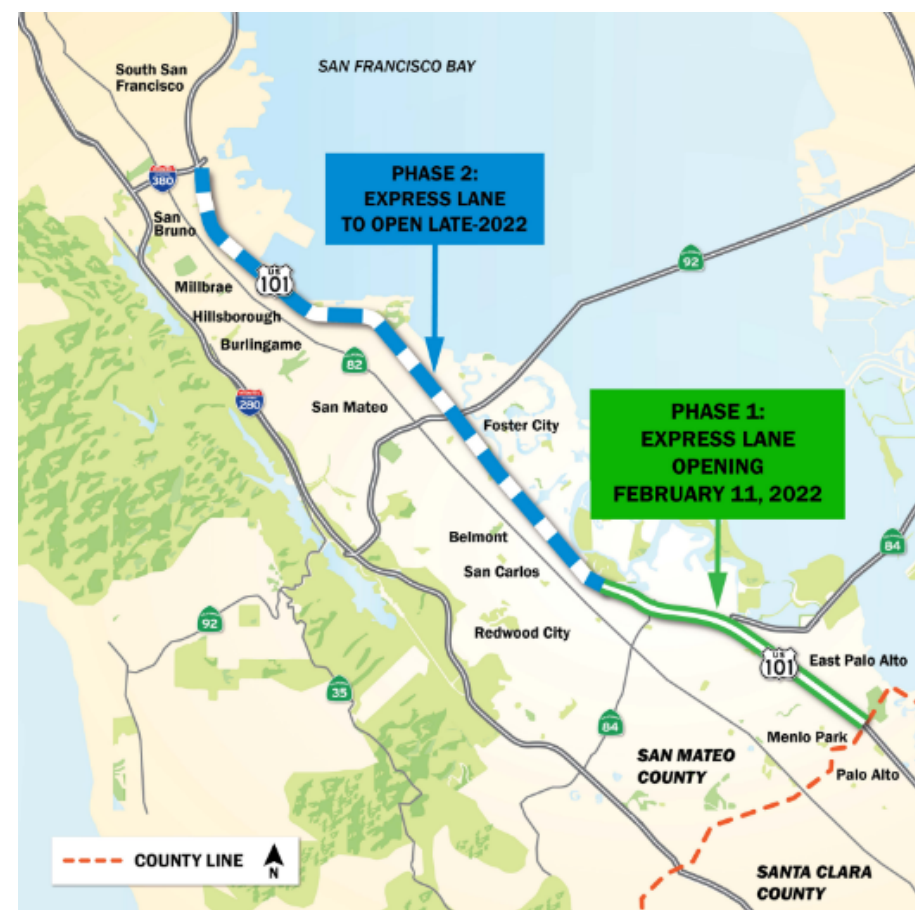 South San
Francisco
SAN FRANCISCO BAY
PHASE 2:
EXPRESS LANE
TO OPEN LATE-2022
380
San
Bruno
92
US
101
Millbrae
Hillsborough
Burlingame
82
280
San Mateo
Foster City
PHASE 1:
EXPRESS LANE
OPENING
FEBRUARY 11, 2022
Belmont
84
San Carlos
92
Redwood City
US
101
East Palo Alto
35
84
Menlo Park
SAN MATEO
COUNTY
Palo Alto
COUNTY LINE
N
SANTA CLARA
COUNTY